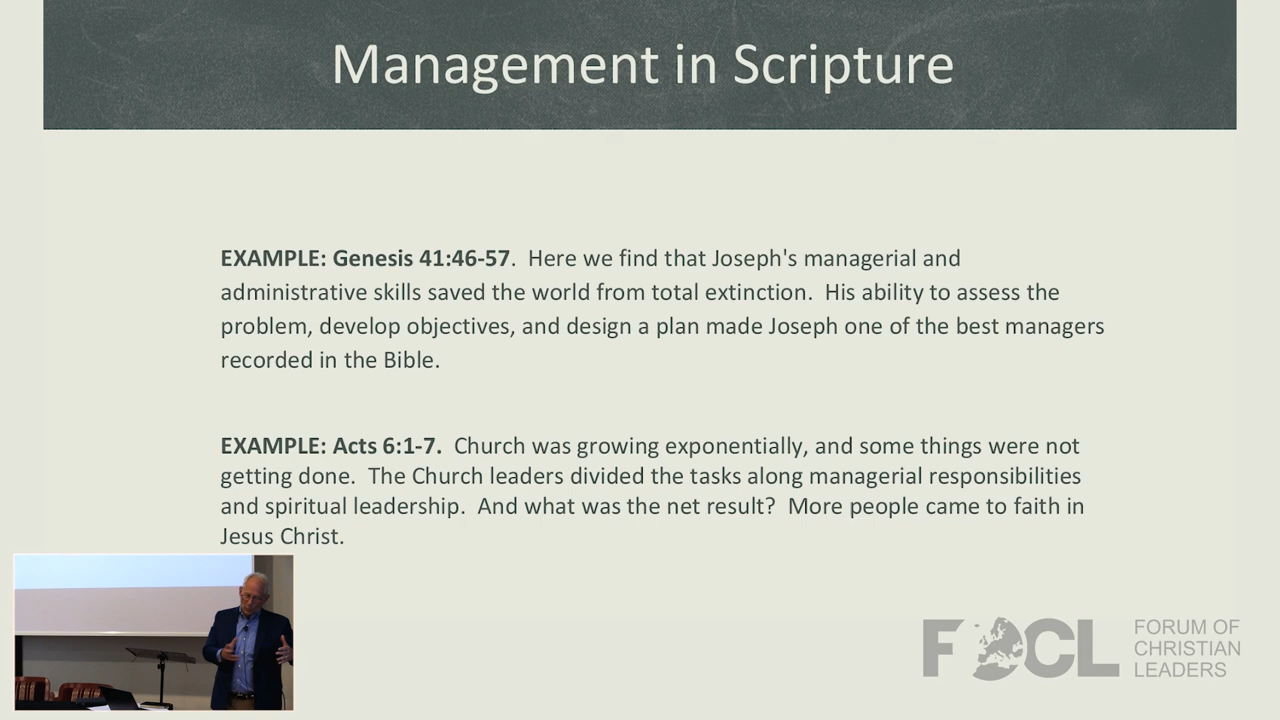 Management in Scripture
EXAMPLE: Genesis 41:46-57.  Here we find that Joseph's managerial and
administrative skills saved the world from total extinction.  His ability to assess the
problem, develop objectives, and design a plan made Joseph one of the best managers
recorded in the Bible.
EXAMPLE: Acts 6:1-7.  Church was growing exponentially, and some things were not
getting done.  The Church leaders divided the tasks along managerial responsibilities
and spiritual leadership.  And what was the net result?  More people came to faith in
Jesus Christ.
FOCL
FORUM OF
CHRISTIAN
LEADERS